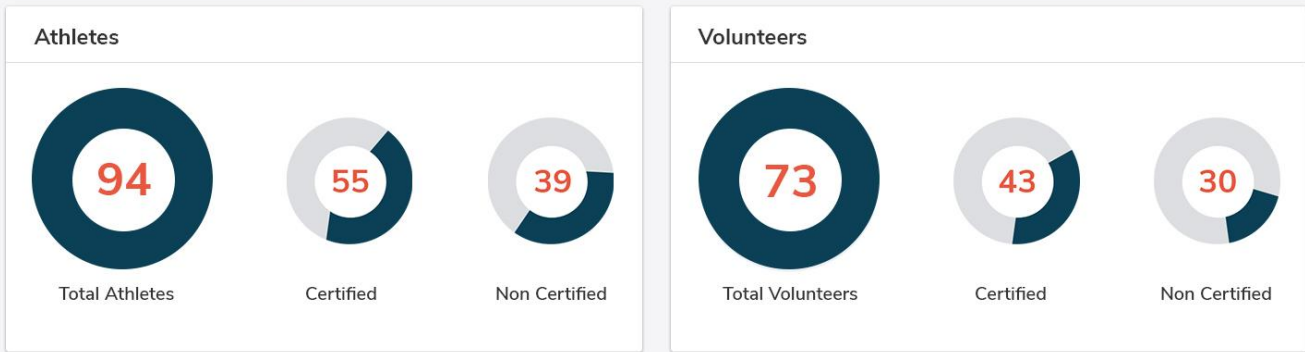 Athletes
94
Total Athletes
55
Certified
39
Non Certified
Volunteers
73
Total Volunteers
43
Certified
30
Non Certified